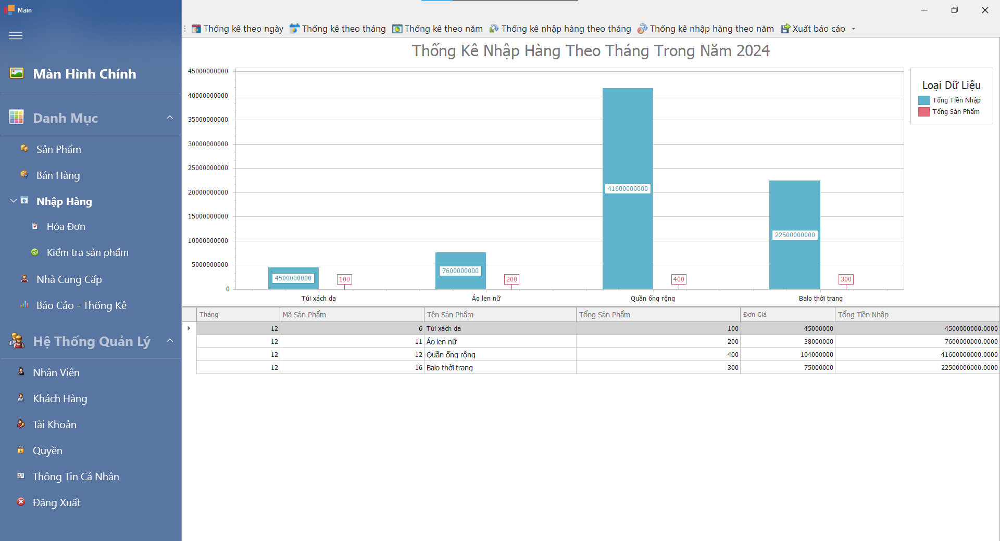 Main
Màn Hình Chính
Danh Mục
Sản Phẩm
Bán Hàng
Nhập Hàng
Hóa Đơn
Kiểm tra sản phẩm
Nhà Cung Cấp
Báo Cáo - Thống Kê
Hệ Thống Quản Lý
Nhân Viên
Khách Hàng
Tài Khoản
Quyền
Thông Tin Cá Nhân
Đăng Xuất
Thống kê theo ngày Thống kê theo tháng Thống kê theo năm Thống kê nhập hàng theo tháng Thống kê nhập hàng theo năm Xuất báo cáo
Thống Kê Nhập Hàng Theo Tháng Trong Năm 2024
45000000000
40000000000
35000000000
30000000000
25000000000
20000000000
15000000000
10000000000
5000000000
0
4500000000 100 7600000000 200 41600000000 400 22500000000 300
Túi xách da Áo len nữ Quần ống rộng Balo thời trang
Loại Dữ Liệu
Tổng Tiền Nhập
Tổng Sản Phẩm
Tháng Mã Sản Phẩm Tên Sản Phẩm Tổng Sản Phẩm Đơn Giá Tổng Tiền Nhập
12 6 Túi xách da 100 45000000 4500000000.0000
12 11 Áo len nữ 200 38000000 7600000000.0000
12 12 Quần ống rộng 400 104000000 41600000000.0000
12 16 Balo thời trang 300 75000000 22500000000.0000